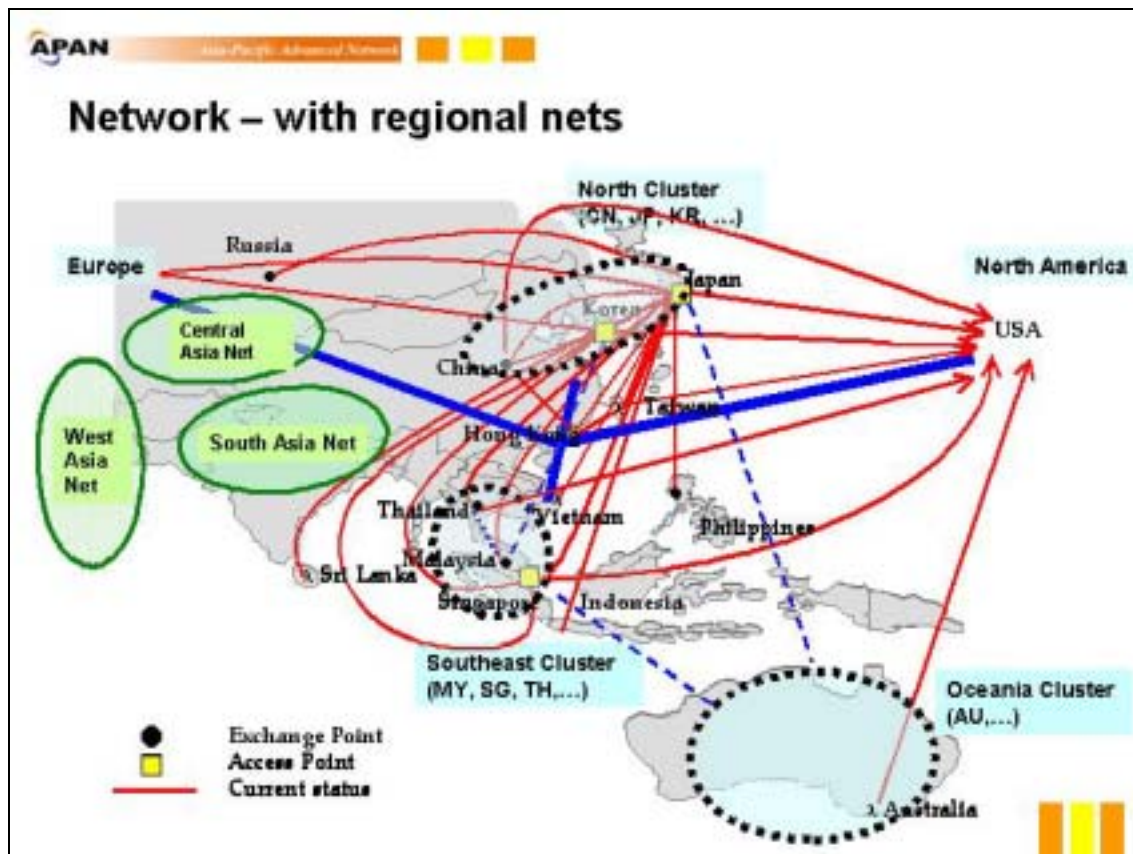 APAN
Asia-Pacific Advanced Network
Network – with regional nets
North Cluster
(CN, JP, KR, …)
Russia
Europe
Japan
North America
Korea
USA
Central
Asia Net
China
Taiwan
Hong Kong
West
Asia
Net
South Asia Net
Thailand
Vietnam
Philippines
Malaysia
Sri Lanka
Singapor
Indonesia
Southeast Cluster
(MY, SG, TH,…)
Oceania Cluster
(AU,…)
Exchange Point
Access Point
Current status
λ Australia